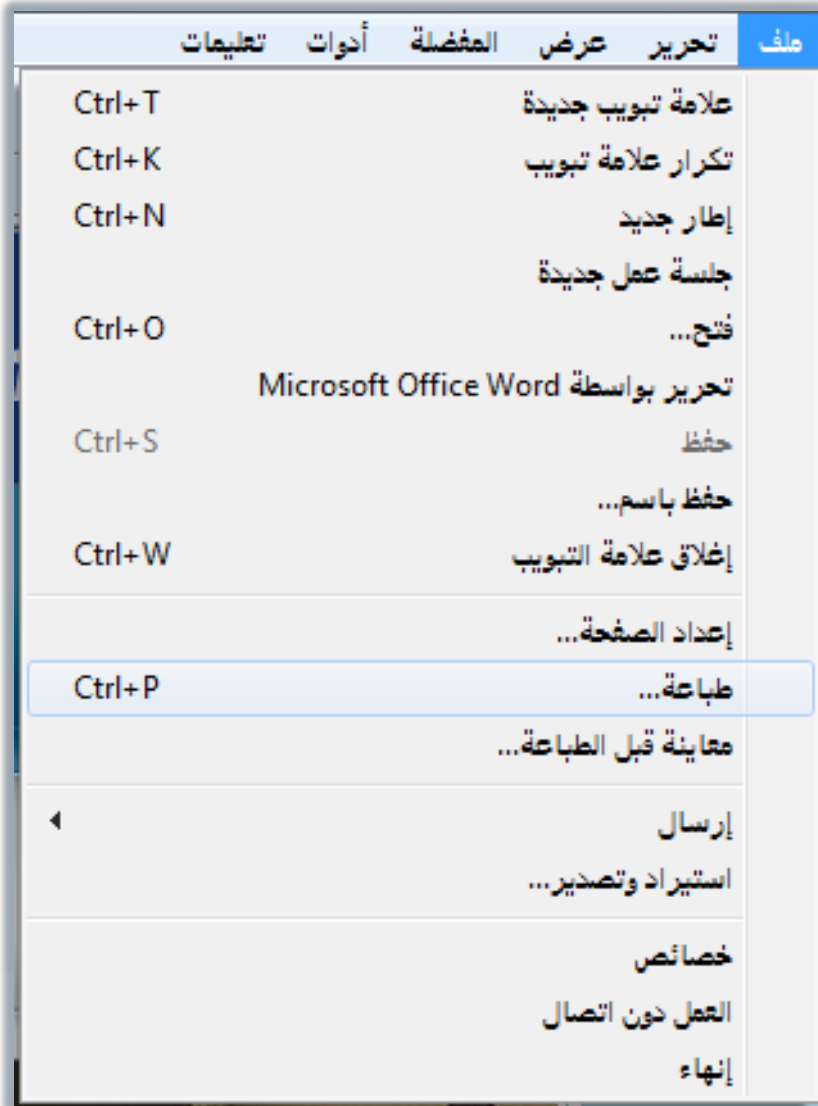 ملف تحرير عرض المفضلة أدوات تعليمات
علامة تبويب جديدة Ctrl+T
تكرار علامة تبويب Ctrl+K
إطار جديد Ctrl+N
جلسة عمل جديدة
فتح... Ctrl+O
تحرير بواسطة Microsoft Office Word
حفظ Ctrl+S
حفظ باسم...
إغلاق علامة التبويب Ctrl+W
إعداد الصفحة...
طباعة... Ctrl+P
معاينة قبل الطباعة...
إرسال
استيراد وتصدير...
خصائص
العمل دون اتصال
إنهاء